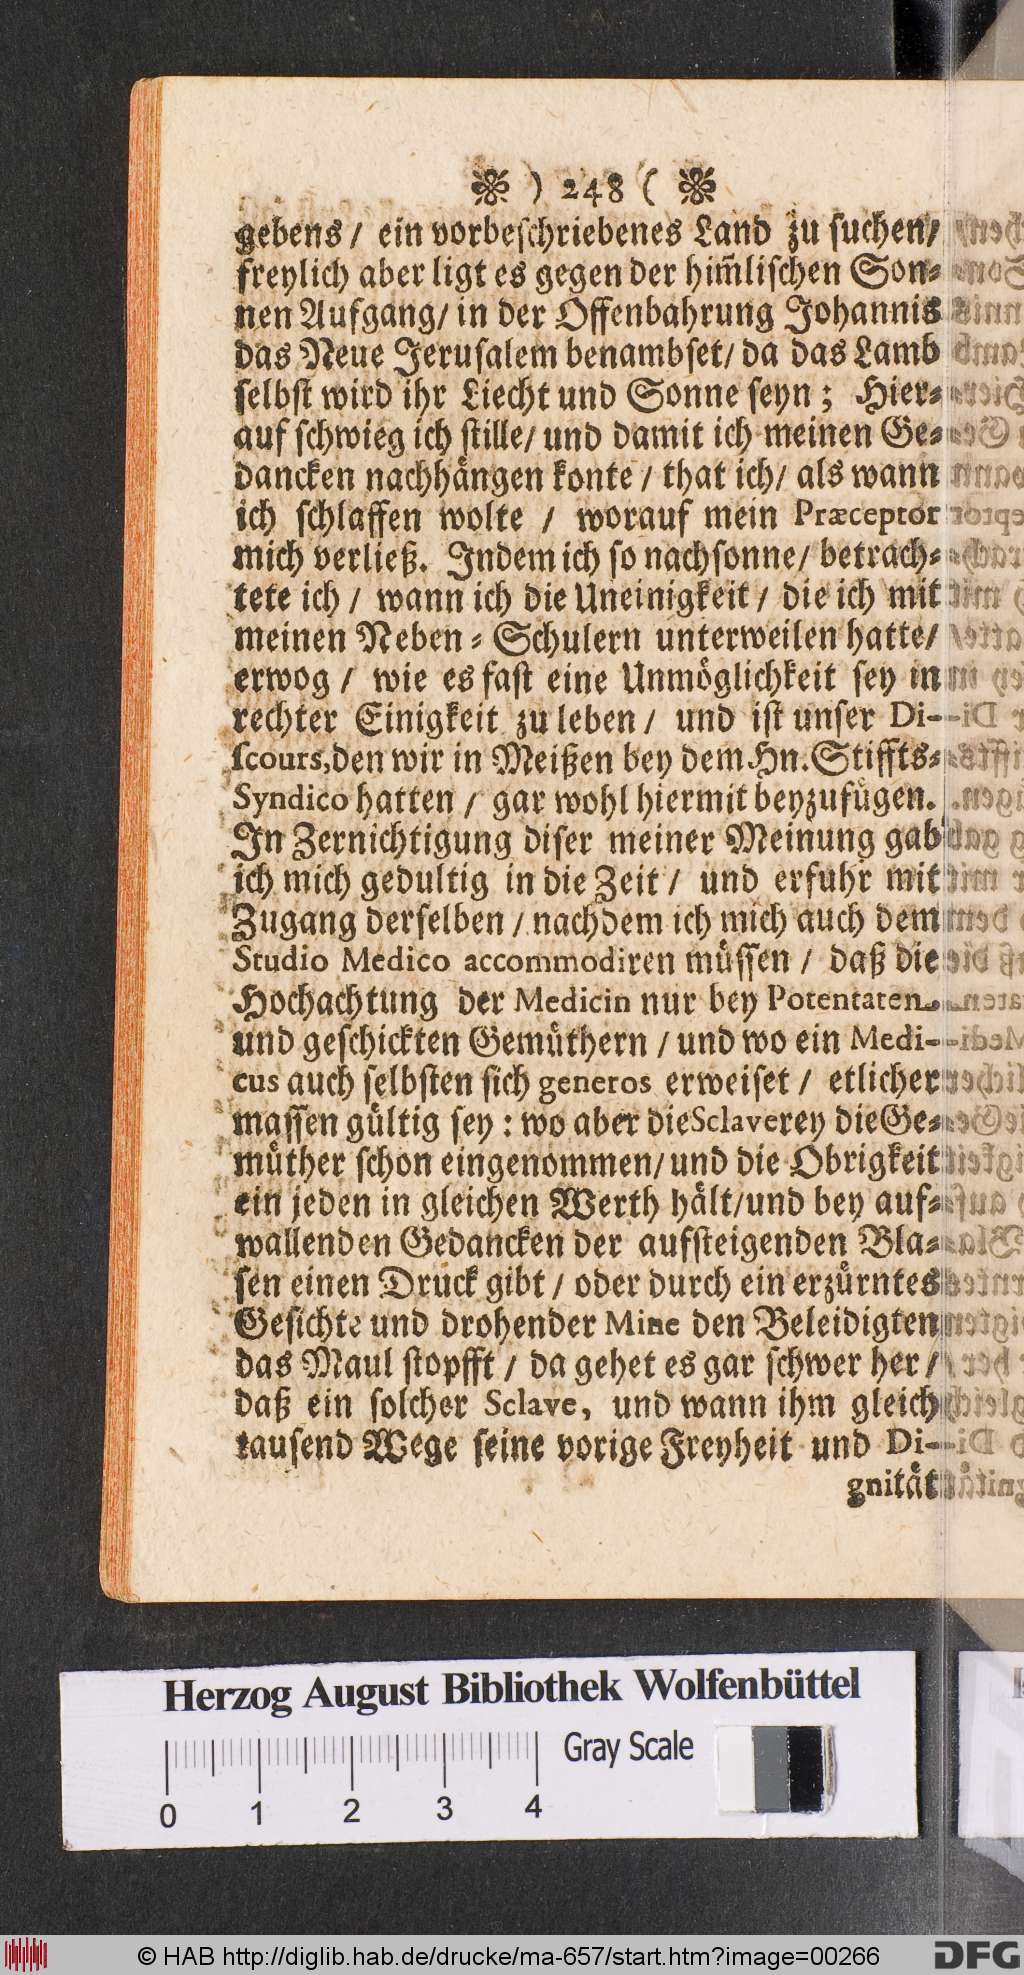 ❀ ) 248 ( ❀
gebens / ein vorbeschriebenes Land zu suchen /
freylich aber ligt es gegen der him̃lischen Son-
nen Aufgang / in der Offenbahrung Johannis
das Neue Jerusalem benambset / da das Lamb
selbst wird ihr Liecht und Sonne seyn ; Hier-
auf schwieg ich stille / und damit ich meinen Ge-
dancken nachhängen konte / that ich / als wann
ich schlaffen wolte / worauf mein Præceptor
mich verließ. Indem ich so nachsonne / betrach-
tete ich / wann ich die Uneinigkeit / die ich mit
meinen Neben-Schulern unterweilen hatte /
erwog / wie es fast eine Unmöglichkeit sey in
rechter Einigkeit zu leben / und ist unser Di-
scours, den wir in Meißen bey dem Hn. Stiffts-
Syndico hatten / gar wohl hiermit beyzufügen.
In Zernichtigung diser meiner Meinung gab
ich mich gedultig in die Zeit / und erfuhr mit
Zugang derselben / nachdem ich mich auch dem
Studio Medico accommodiren müssen / daß die
Hochachtung der Medicin nur bey Potentaten
und geschickten Gemüthern / und wo ein Medi-
cus auch selbsten sich generos erweiset / etlicher
massen gültig sey : wo aber die Sclaverey die Ge-
müther schon eingenommen / und die Obrigkeit
ein jeden in gleichen Werth hält / und bey auf-
wallenden Gedancken der aufsteigenden Bla-
sen einen Druck gibt / oder durch ein erzürntes
Gesichte und drohender Mine den Beleidigten
das Maul stopfft / da gehet es gar schwer her /
daß ein solcher Sclave, und wann ihm gleich
tausend Wege seine vorige Freyheit und Di-
gnität
Herzog August Bibliothek Wolfenbüttel
Gray Scale
0 1 2 3 4
© HAB http://diglib.hab.de/drucke/ma-657/start.htm?image=00266
DFG